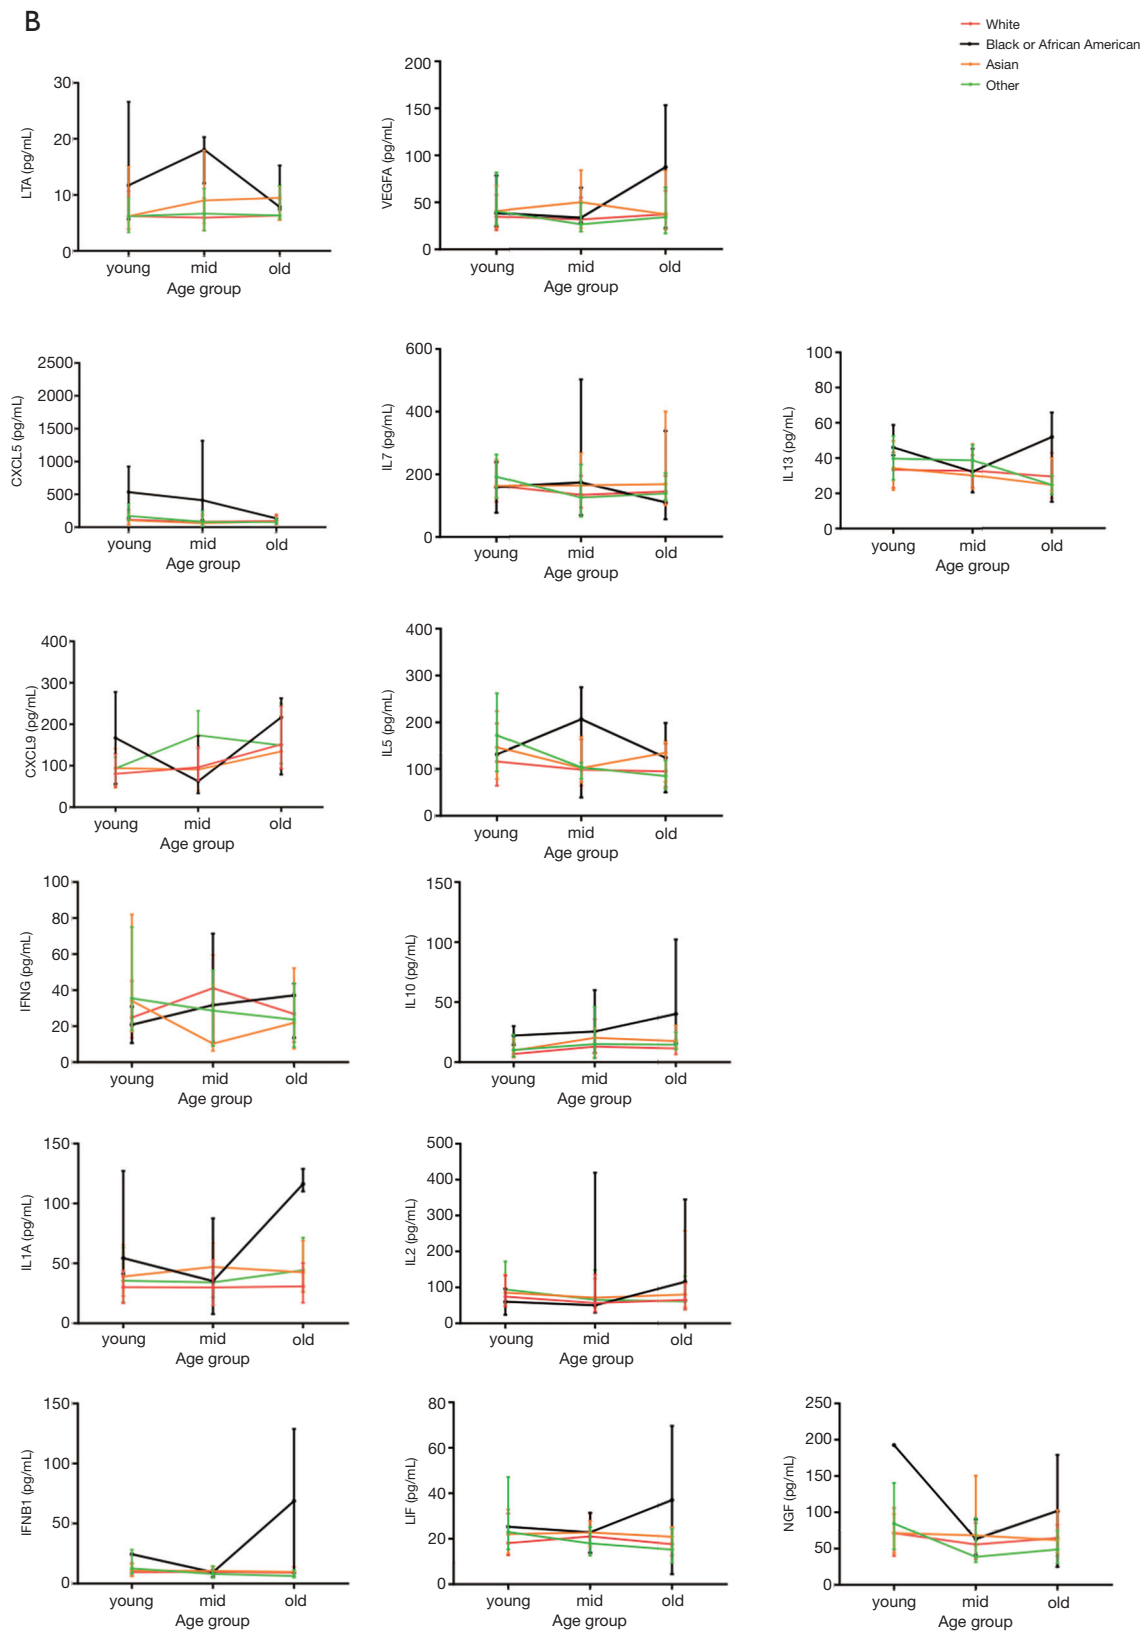 B
White
Black or African American
Asian
Other
LTA (pg/mL)
30
20
10
0
young mid old
Age group
VEGFA (pg/mL)
200
150
100
50
0
young mid old
Age group
CXCL5 (pg/mL)
2500
2000
1500
1000
500
0
young mid old
Age group
IL7 (pg/mL)
600
400
200
0
young mid old
Age group
IL13 (pg/mL)
100
80
60
40
20
0
young mid old
Age group
CXCL9 (pg/mL)
400
300
200
100
0
young mid old
Age group
IL5 (pg/mL)
400
300
200
100
0
young mid old
Age group
IFNG (pg/mL)
100
80
60
40
20
0
young mid old
Age group
IL10 (pg/mL)
150
100
50
0
young mid old
Age group
IL1A (pg/mL)
150
100
50
0
young mid old
Age group
IL2 (pg/mL)
500
400
300
200
100
0
young mid old
Age group
IFNB1 (pg/mL)
150
100
50
0
young mid old
Age group
LIF (pg/mL)
80
60
40
20
0
young mid old
Age group
NGF (pg/mL)
250
200
150
100
50
0
young mid old
Age group